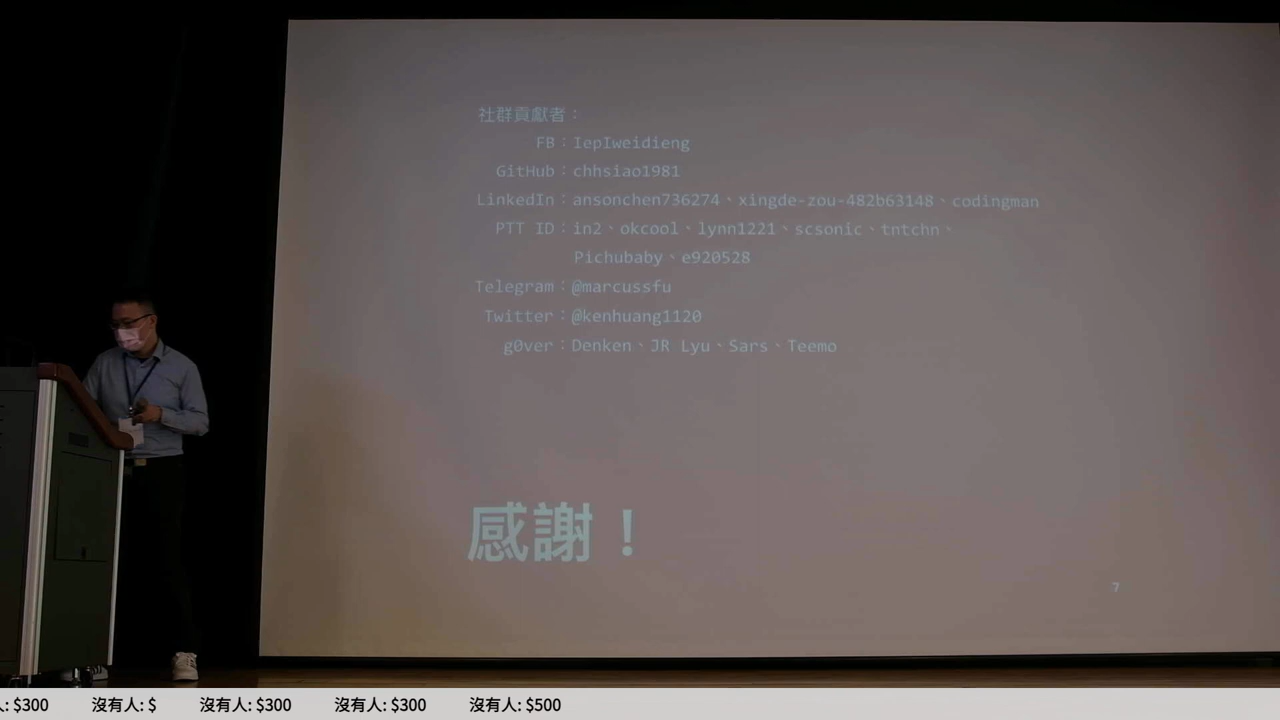 社群貢獻者：
FB：IepIweidieng
GitHub：chhsiao1981
LinkedIn：ansonchen736274、xingde-zou-482b63148、codingman
PTT ID：in2、okcool、lynn1221、scsonic、tntchn、
Pichubaby、e920528
Telegram：@marcussfu
Twitter：@kenhuang1120
g0ver：Denken、JR Lyu、Sars、Teemo
感謝！
7
: $300 沒有人: $ 沒有人: $300 沒有人: $300 沒有人: $500